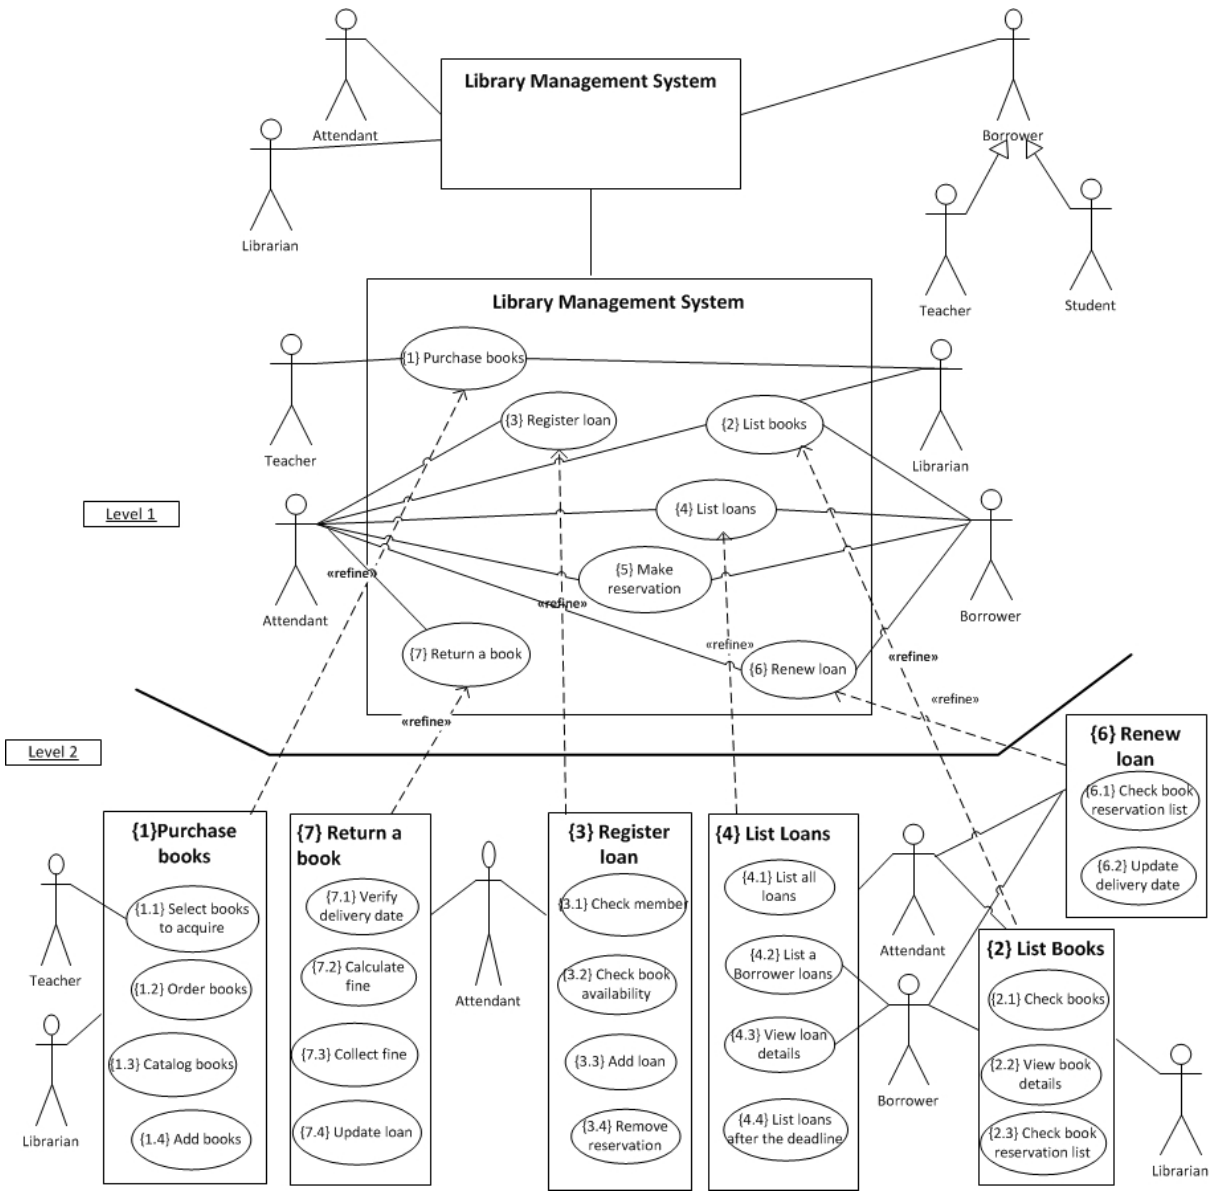 Library Management System
Attendant
Borrower
Librarian
Teacher
Student
Library Management System
{1} Purchase books
{3} Register loan
{2} List books
Teacher
Librarian
Level 1
{4} List loans
«refine»
{5} Make
reservation
«refine»
Attendant
Borrower
{7} Return a book
«refine»
{6} Renew loan
«refine»
«refine»
«refine»
Level 2
{6} Renew
loan
{6.1} Check book
reservation list
{6.2} Update
delivery date
{1}Purchase
books
{1.1} Select books
to acquire
{1.2} Order books
{1.3} Catalog books
{1.4} Add books
Teacher
Librarian
{7} Return a
book
{7.1} Verify
delivery date
{7.2} Calculate
fine
{7.3} Collect fine
{7.4} Update loan
Attendant
{3} Register
loan
{3.1} Check member
{3.2} Check book
availability
{3.3} Add loan
{3.4} Remove
reservation
{4} List Loans
{4.1} List all
loans
{4.2} List a
Borrower loans
{4.3} View loan
details
{4.4} List loans
after the deadline
Attendant
Borrower
{2} List Books
{2.1} Check books
{2.2} View book
details
{2.3} Check book
reservation list
Librarian